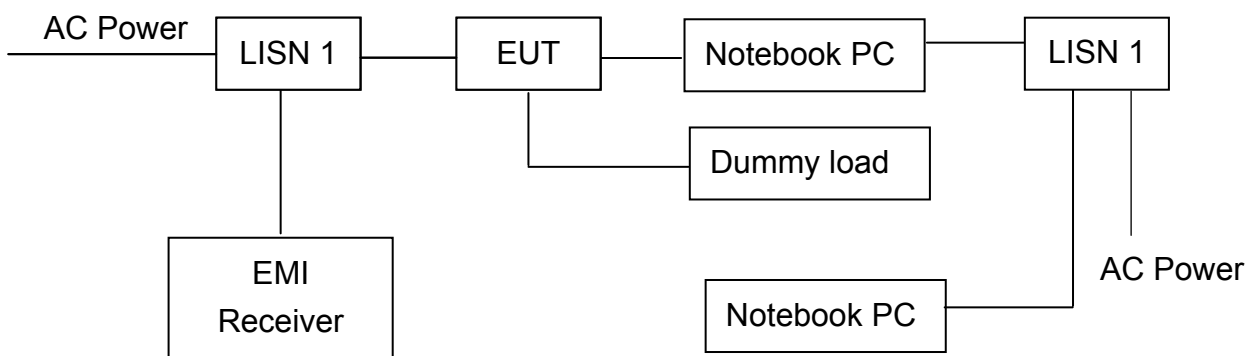 AC Power
LISN 1
EUT
Notebook PC
LISN 1
Dummy load
EMI
Receiver
Notebook PC
AC Power